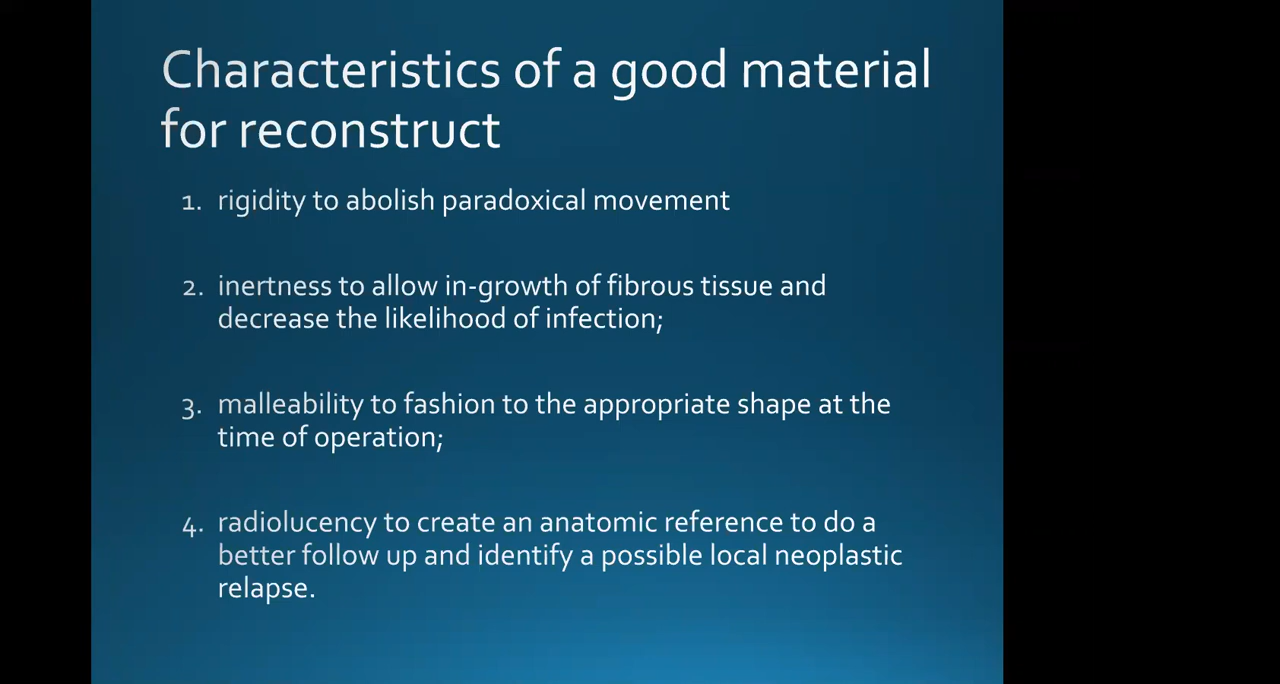 Characteristics of a good material
for reconstruct
1. rigidity to abolish paradoxical movement
2. inertness to allow in-growth of fibrous tissue and
decrease the likelihood of infection;
3. malleability to fashion to the appropriate shape at the
time of operation;
4. radiolucency to create an anatomic reference to do a
better follow up and identify a possible local neoplastic
relapse.